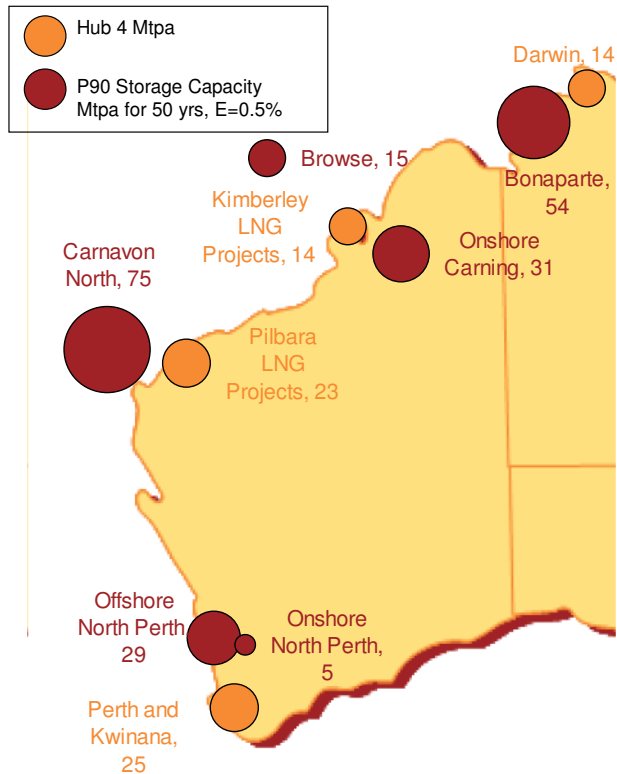 Hub 4 Mtpa
P90 Storage Capacity
Mtpa for 50 yrs, E=0.5%
Darwin, 14
Browse, 15
Bonaparte,
54
Kimberley
LNG
Projects, 14
Onshore
Carning, 31
Carnavon
North, 75
Pilbara
LNG
Projects, 23
Offshore
North Perth
29
Onshore
North Perth,
5
Perth and
Kwinana,
25